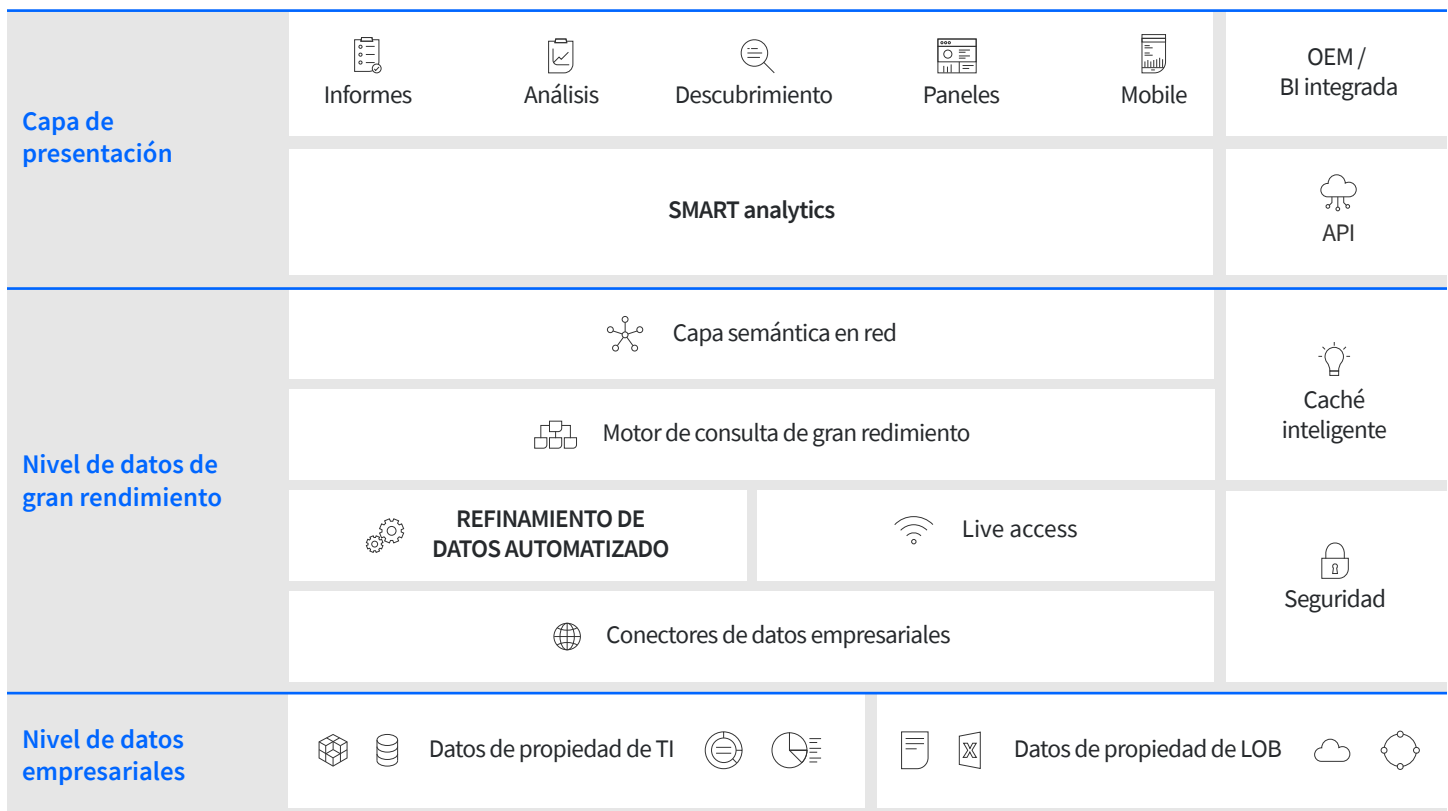 Capa de
presentación
Informes
Análisis
Descubrimiento
Paneles
Mobile
OEM /
BI integrada
SMART analytics
API
Nivel de datos de
gran rendimiento
Capa semántica en red
Motor de consulta de gran redimiento
Caché
inteligente
REFINAMIENTO DE
DATOS AUTOMATIZADO
Live access
Conectores de datos empresariales
Seguridad
Nivel de datos
empresariales
Datos de propiedad de TI
X
Datos de propiedad de LOB